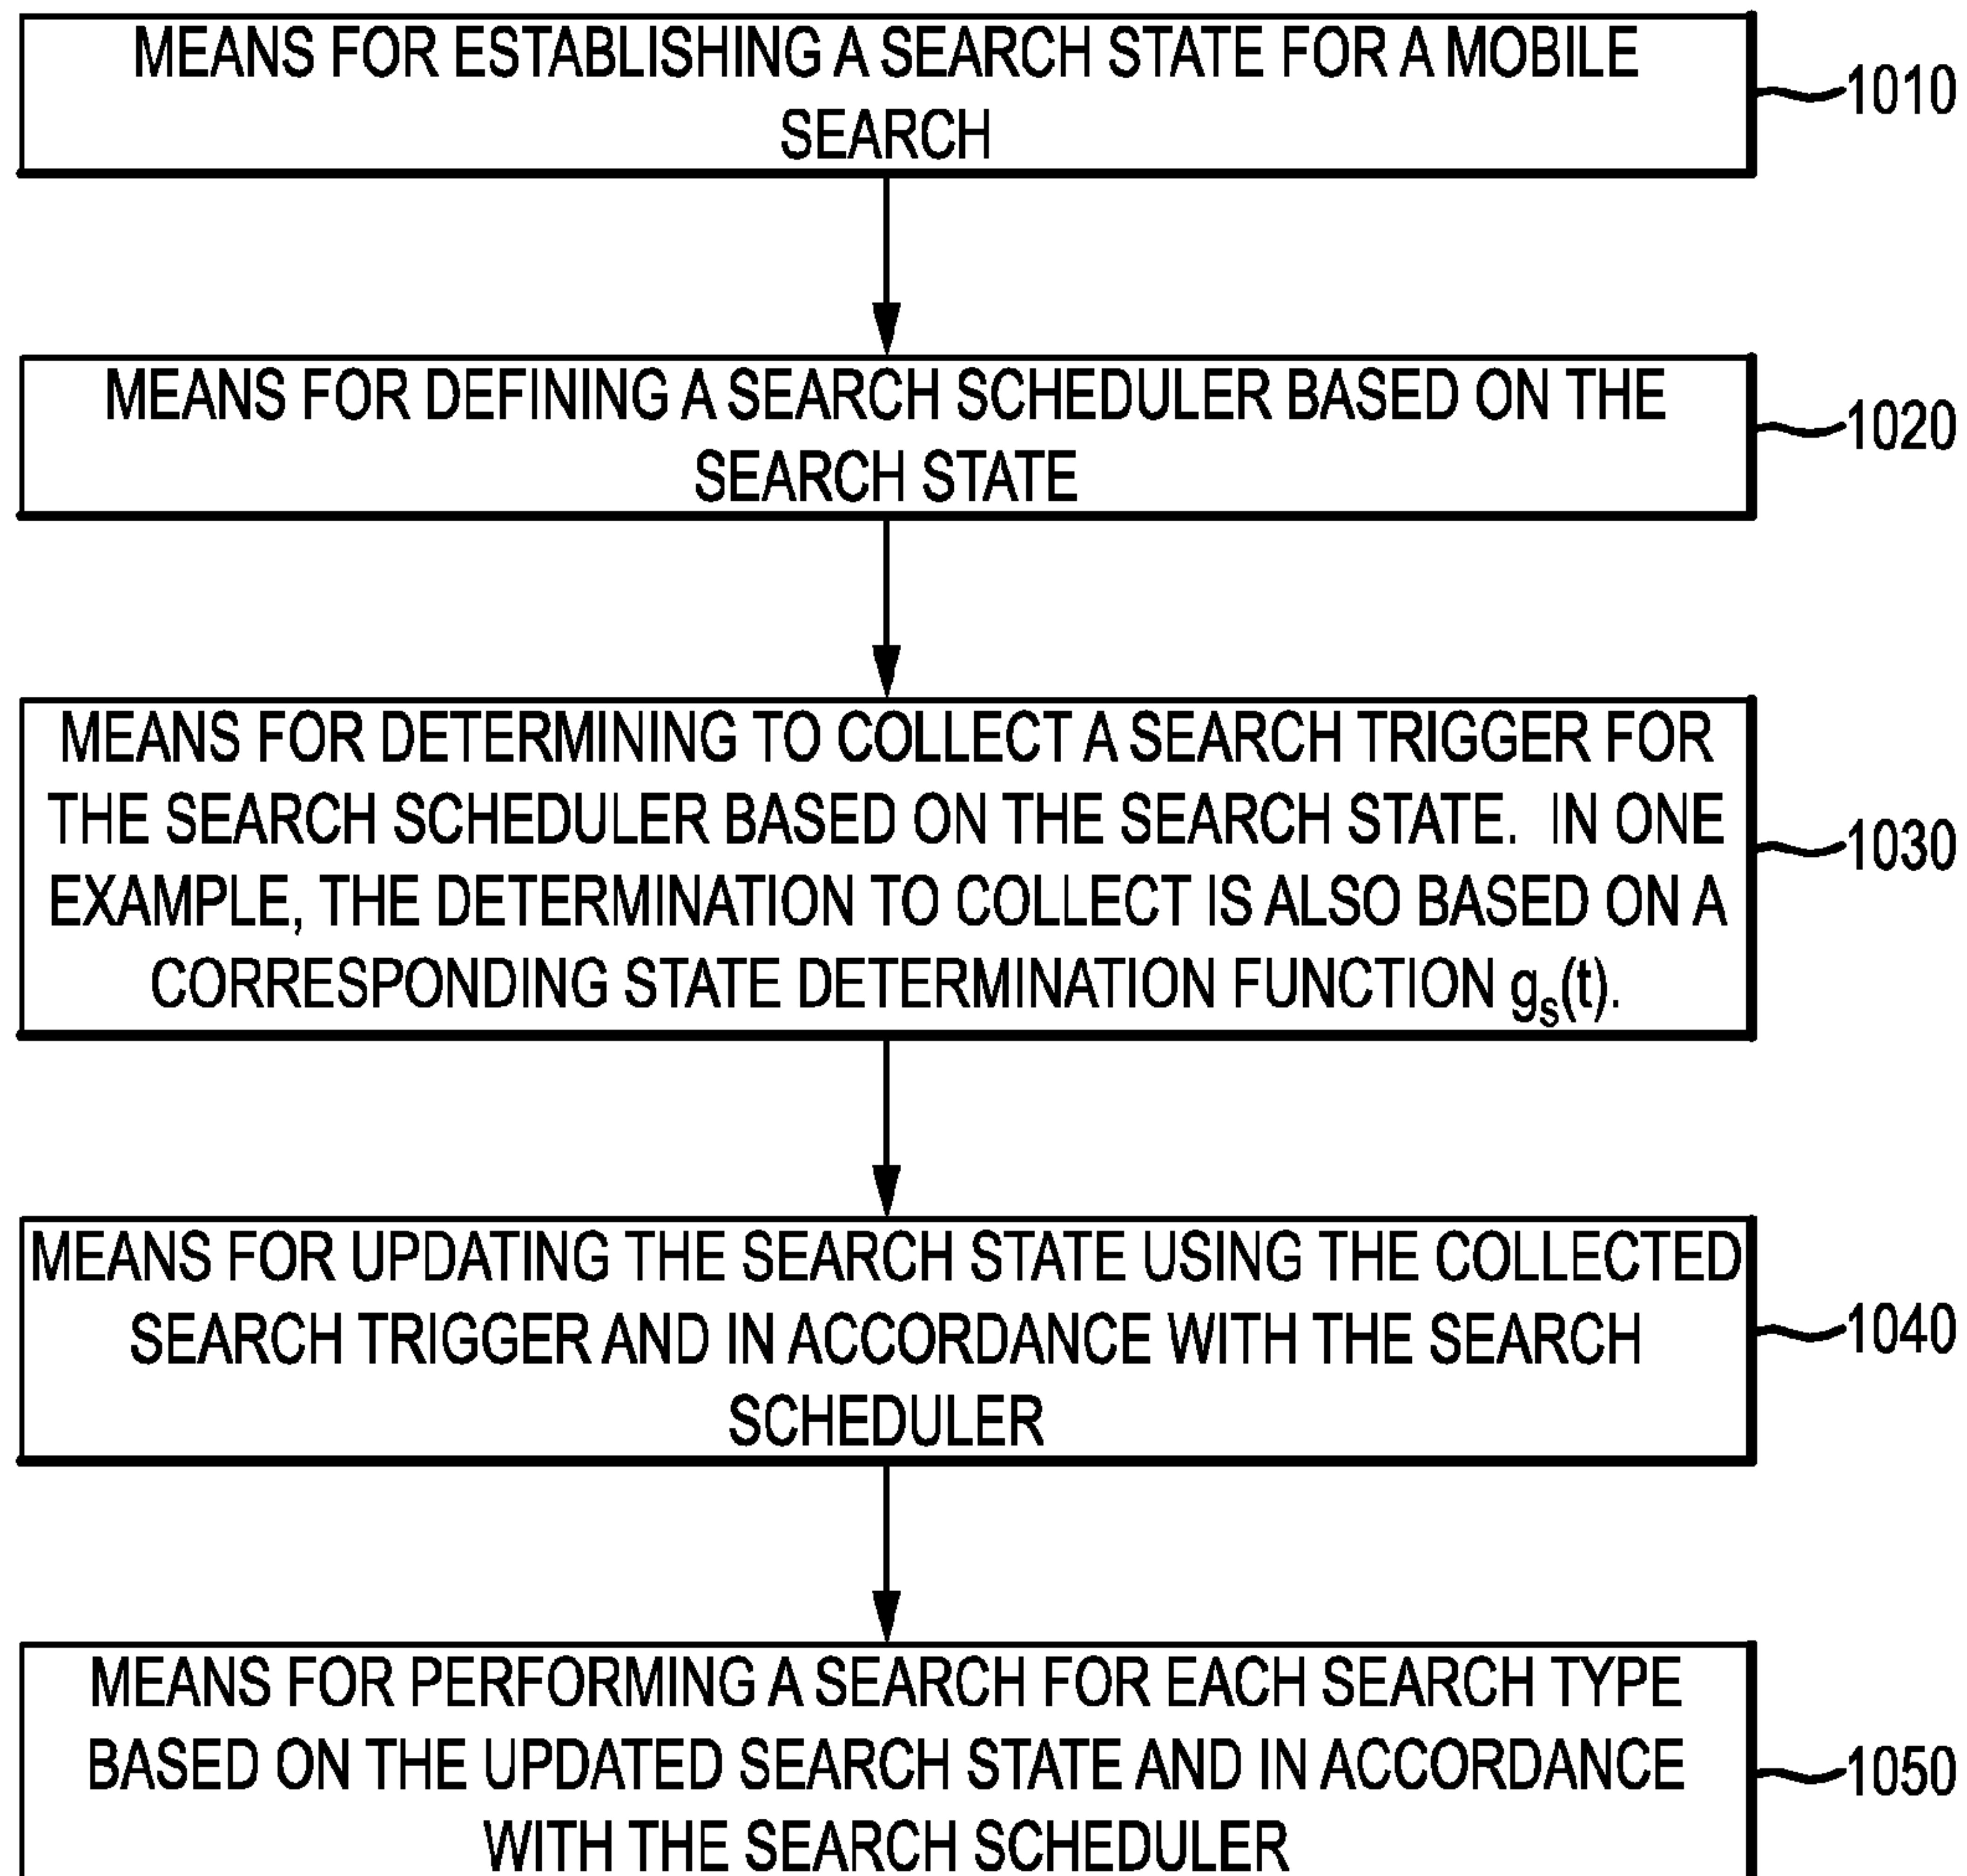 MEANS FOR ESTABLISHING A SEARCH STATE FOR A MOBILE
SEARCH
1010
MEANS FOR DEFINING A SEARCH SCHEDULER BASED ON THE
SEARCH STATE
1020
MEANS FOR DETERMINING TO COLLECT A SEARCH TRIGGER FOR
THE SEARCH SCHEDULER BASED ON THE SEARCH STATE. IN ONE
EXAMPLE, THE DETERMINATION TO COLLECT IS ALSO BASED ON A
CORRESPONDING STATE DETERMINATION FUNCTION gs(t).
1030
MEANS FOR UPDATING THE SEARCH STATE USING THE COLLECTED
SEARCH TRIGGER AND IN ACCORDANCE WITH THE SEARCH
SCHEDULER
1040
MEANS FOR PERFORMING A SEARCH FOR EACH SEARCH TYPE
BASED ON THE UPDATED SEARCH STATE AND IN ACCORDANCE
WITH THE SEARCH SCHEDULER
1050